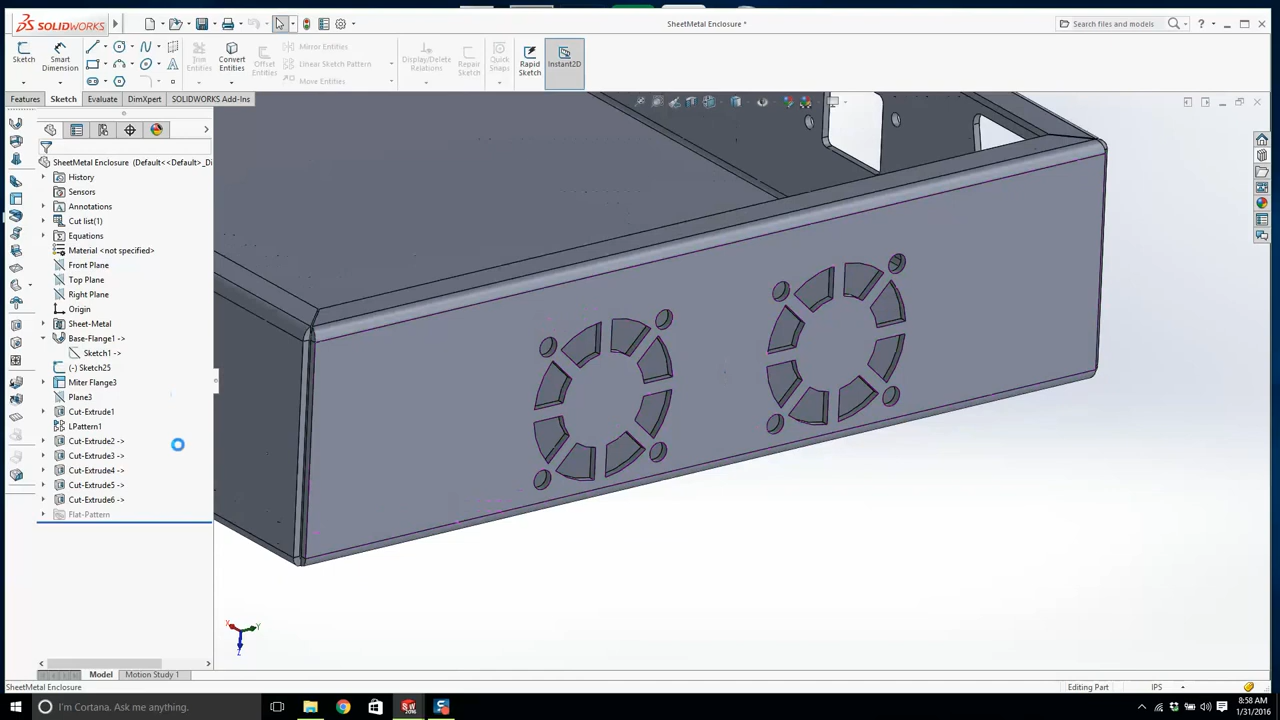 SOLIDWORKS
SheetMetal Enclosure *
Search files and models
Sketch
Smart Dimension
Trim Entities
Convert Entities
Offset Entities
Mirror Entities
Linear Sketch Pattern
Move Entities
Display/Delete Relations
Repair Sketch
Quick Snaps
Rapid Sketch
Instant2D
Features
Sketch
Evaluate
DimXpert
SOLIDWORKS Add-Ins
SheetMetal Enclosure (Default<<Default>_Di
History
Sensors
Annotations
Cut list(1)
Equations
Material <not specified>
Front Plane
Top Plane
Right Plane
Origin
Sheet-Metal
Base-Flange1 ->
Sketch1 ->
(-) Sketch25
Miter Flange3
Plane3
Cut-Extrude1
LPattern1
Cut-Extrude2 ->
Cut-Extrude3 ->
Cut-Extrude4 ->
Cut-Extrude5 ->
Cut-Extrude6 ->
Flat-Pattern
X
Y
Z
Model
Motion Study 1
SheetMetal Enclosure
Editing Part
IPS
I'm Cortana. Ask me anything.
8:58 AM
1/31/2016